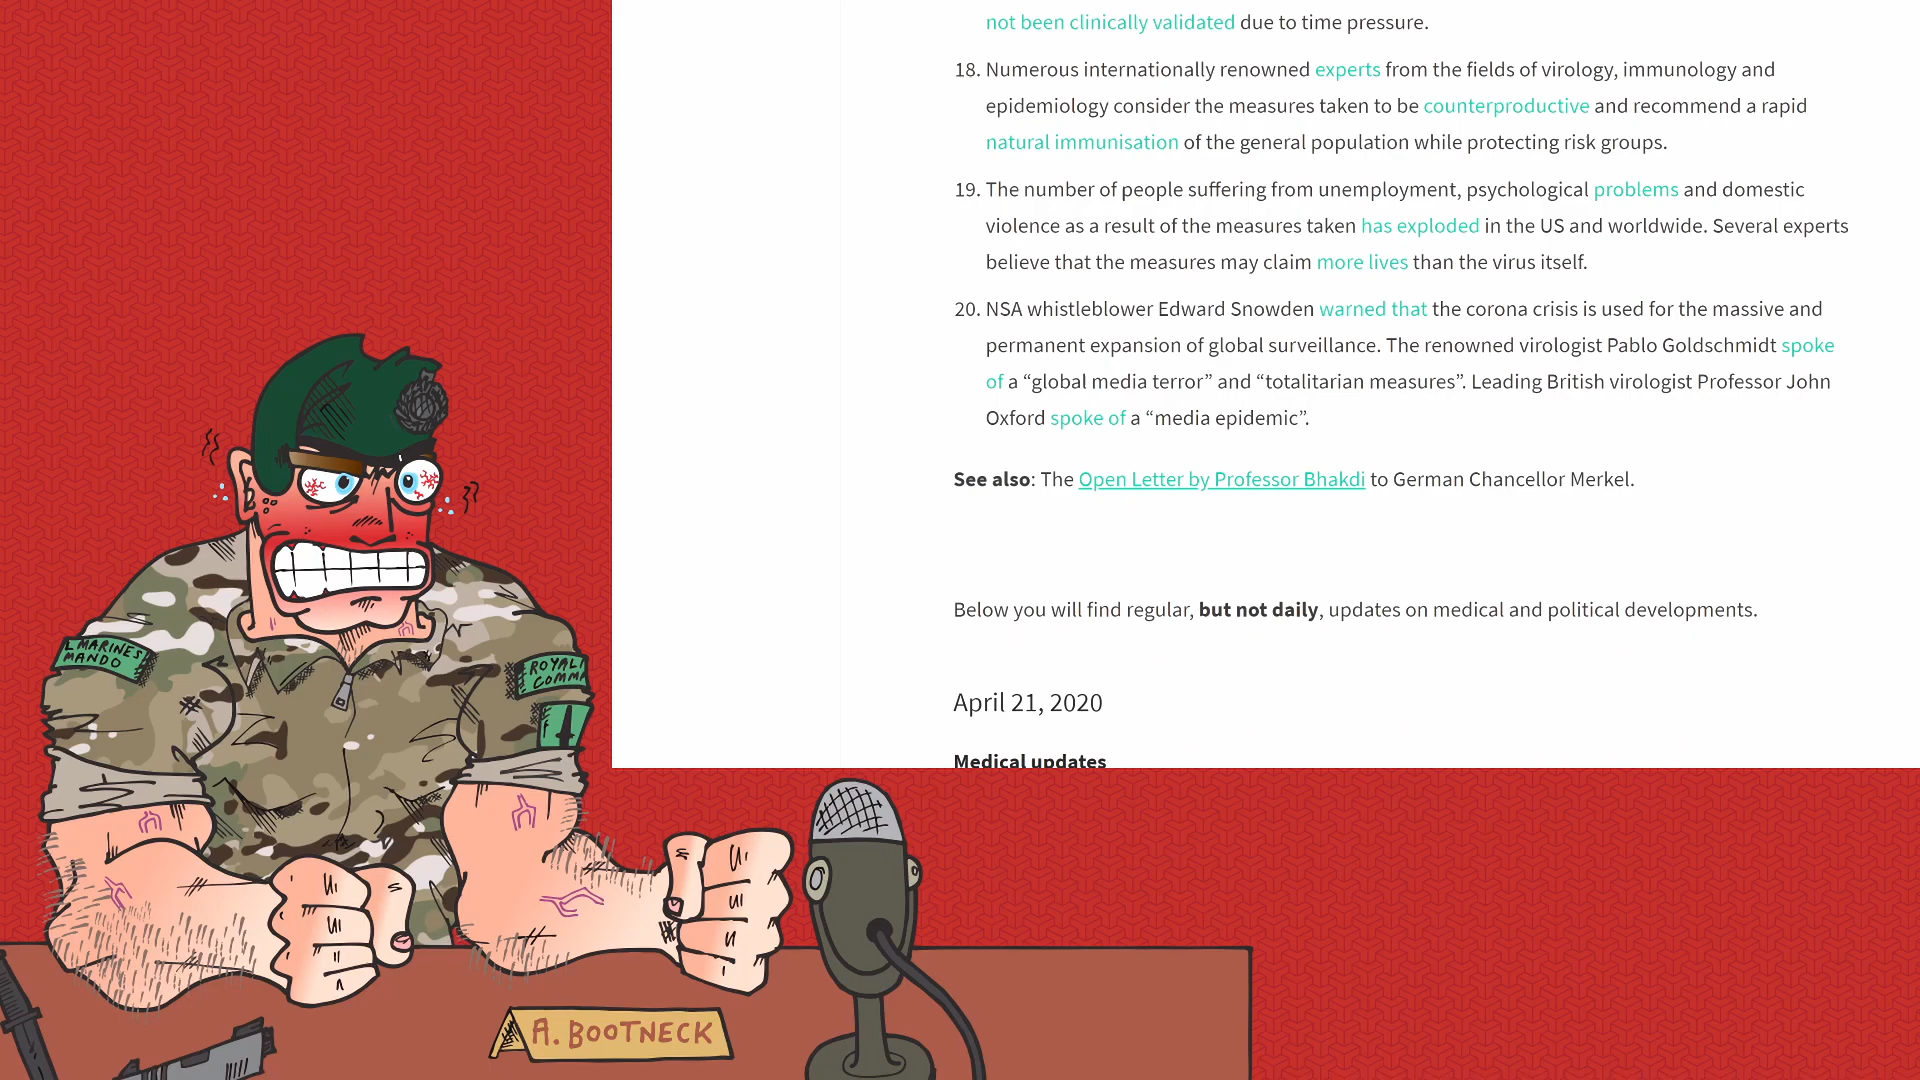 not been clinically validated due to time pressure.
18. Numerous internationally renowned experts from the fields of virology, immunology and
epidemiology consider the measures taken to be counterproductive and recommend a rapid
natural immunisation of the general population while protecting risk groups.
19. The number of people suffering from unemployment, psychological problems and domestic
violence as a result of the measures taken has exploded in the US and worldwide. Several experts
believe that the measures may claim more lives than the virus itself.
20. NSA whistleblower Edward Snowden warned that the corona crisis is used for the massive and
permanent expansion of global surveillance. The renowned virologist Pablo Goldschmidt spoke
of a “global media terror” and “totalitarian measures”. Leading British virologist Professor John
Oxford spoke of a “media epidemic”.
See also: The Open Letter by Professor Bhakdi to German Chancellor Merkel.
Below you will find regular, but not daily, updates on medical and political developments.
April 21, 2020
Medical updates
L MARINES
MANDO
ROYAL
COMM
A. BOOTNECK